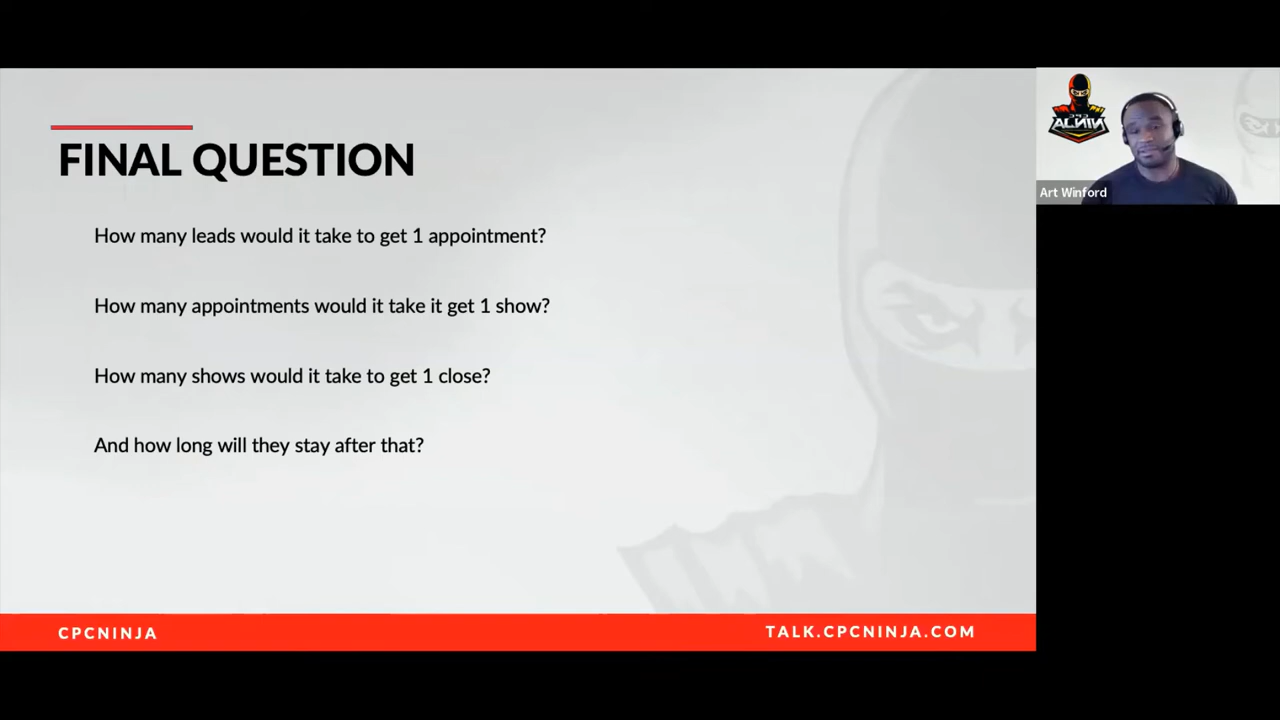 FINAL QUESTION
How many leads would it take to get 1 appointment?
How many appointments would it take it get 1 show?
How many shows would it take to get 1 close?
And how long will they stay after that?
CPCNINJA
TALK.CPCNINJA.COM
CPC
NINJA
Art Winford